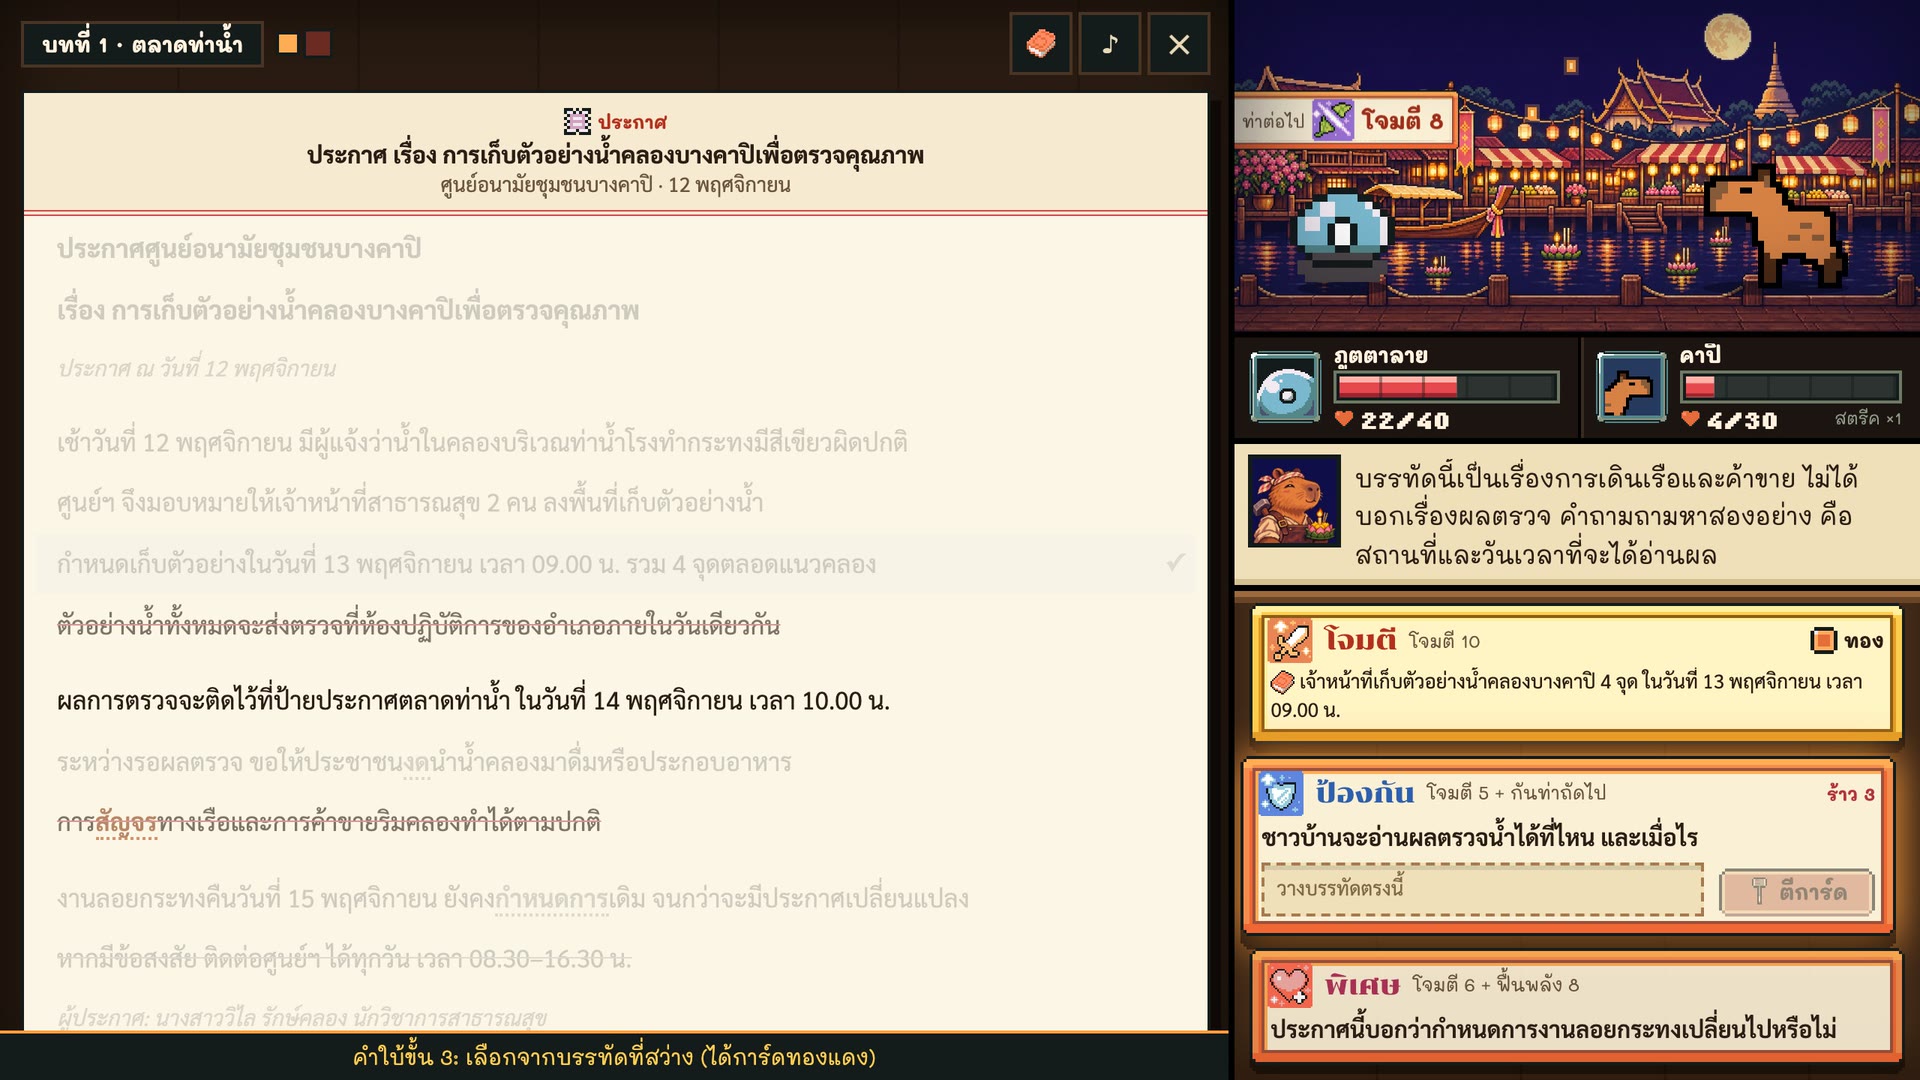 บทที่ 1 · ตลาดท่าน้ำ
ประกาศ
ประกาศ เรื่อง การเก็บตัวอย่างน้ำคลองบางคาปิเพื่อตรวจคุณภาพ
ศูนย์อนามัยชุมชนบางคาปิ · 12 พฤศจิกายน
ประกาศศูนย์อนามัยชุมชนบางคาปิ
เรื่อง การเก็บตัวอย่างน้ำคลองบางคาปิเพื่อตรวจคุณภาพ
ประกาศ ณ วันที่ 12 พฤศจิกายน
เช้าวันที่ 12 พฤศจิกายน มีผู้แจ้งว่าน้ำในคลองบริเวณท่าน้ำโรงทำกระทงมีสีเขียวผิดปกติ
ศูนย์ฯ จึงมอบหมายให้เจ้าหน้าที่สาธารณสุข 2 คน ลงพื้นที่เก็บตัวอย่างน้ำ
กำหนดเก็บตัวอย่างในวันที่ 13 พฤศจิกายน เวลา 09.00 น. รวม 4 จุดตลอดแนวคลอง
ตัวอย่างน้ำทั้งหมดจะส่งตรวจที่ห้องปฏิบัติการของอำเภอภายในวันเดียวกัน
ผลการตรวจจะติดไว้ที่ป้ายประกาศตลาดท่าน้ำ ในวันที่ 14 พฤศจิกายน เวลา 10.00 น.
ระหว่างรอผลตรวจ ขอให้ประชาชนงดนำน้ำคลองมาดื่มหรือประกอบอาหาร
การสัญจรทางเรือและการค้าขายริมคลองทำได้ตามปกติ
งานลอยกระทงคืนวันที่ 15 พฤศจิกายน ยังคงกำหนดการเดิม จนกว่าจะมีประกาศเปลี่ยนแปลง
หากมีข้อสงสัย ติดต่อศูนย์ฯ ได้ทุกวัน เวลา 08.30–16.30 น.
ผู้ประกาศ: นางสาววิไล รักษ์คลอง นักวิชาการสาธารณสุข
คำใบ้ขั้น 3: เลือกจากบรรทัดที่สว่าง (ได้การ์ดทองแดง)
ท่าต่อไป โจมตี 8
ภูตตาลาย
22/40
คาปิ
4/30
สตรีค ×1
บรรทัดนี้เป็นเรื่องการเดินเรือและค้าขาย ไม่ได้
บอกเรื่องผลตรวจ คำถามถามหาสองอย่าง คือ
สถานที่และวันเวลาที่จะได้อ่านผล
โจมตี โจมตี 10 ทอง
เจ้าหน้าที่เก็บตัวอย่างน้ำคลองบางคาปิ 4 จุด ในวันที่ 13 พฤศจิกายน เวลา
09.00 น.
ป้องกัน โจมตี 5 + กันท่าถัดไป ร้าว 3
ชาวบ้านจะอ่านผลตรวจน้ำได้ที่ไหน และเมื่อไร
วางบรรทัดตรงนี้
ตีการ์ด
พิเศษ โจมตี 6 + ฟื้นพลัง 8
ประกาศนี้บอกว่ากำหนดการงานลอยกระทงเปลี่ยนไปหรือไม่